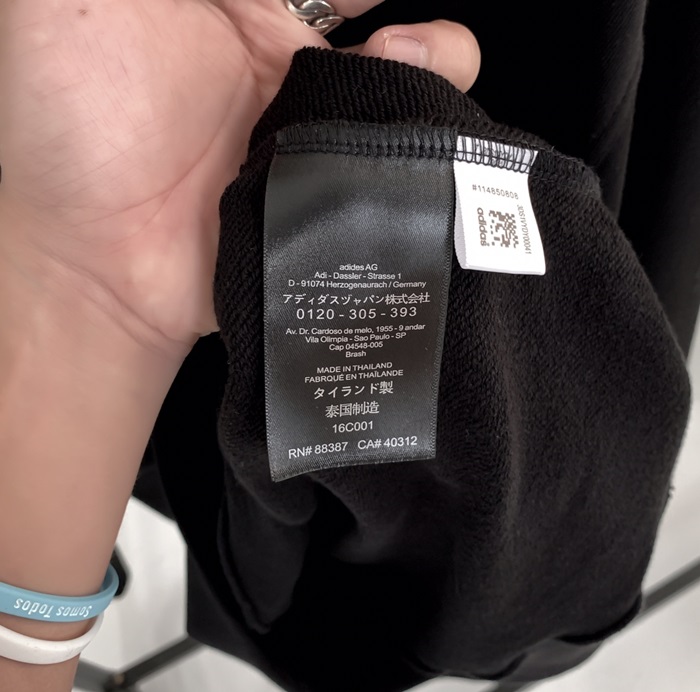 adides AG
Adi - Dassler - Strasse 1
D - 91074 Herzogenaurach / Germany
アディダスヅャパン株式会社
0120 - 305 - 393
Av. Dr. Cardoso de melo, 1955 - 9 andar
Vila Olimpia - Sao Paulo - SP
Cap 04548-005
Brash
MADE IN THAILAND
FABRIQUÉ EN THAÏLANDE
タイランド製
泰国制造
16C001
RN# 88387 CA# 40312
#114850808
adidas
Somos Todos